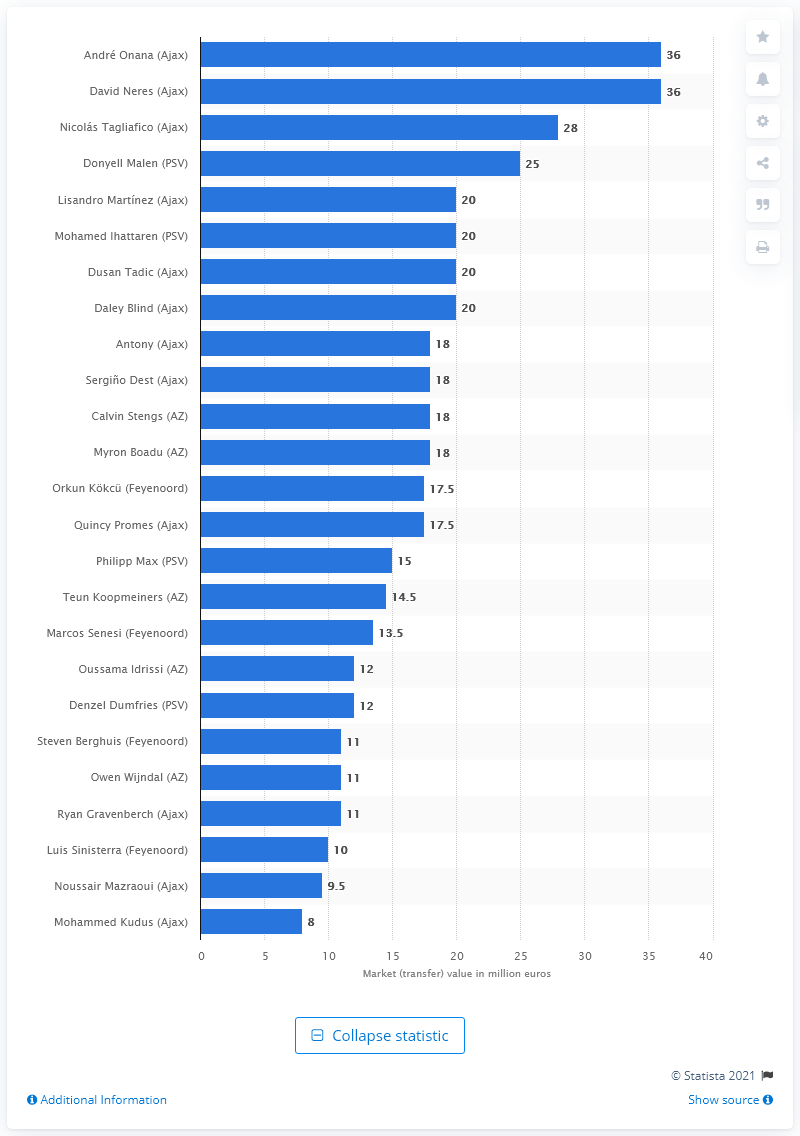 André Onana (Ajax) 36
David Neres (Ajax) 36
Nicolás Tagliafico (Ajax) 28
Donyell Malen (PSV) 25
Lisandro Martínez (Ajax) 20
Mohamed Ihattaren (PSV) 20
Dusan Tadic (Ajax) 20
Daley Blind (Ajax) 20
Antony (Ajax) 18
Sergiño Dest (Ajax) 18
Calvin Stengs (AZ) 18
Myron Boadu (AZ) 18
Orkun Kökcü (Feyenoord) 17.5
Quincy Promes (Ajax) 17.5
Philipp Max (PSV) 15
Teun Koopmeiners (AZ) 14.5
Marcos Senesi (Feyenoord) 13.5
Oussama Idrissi (AZ) 12
Denzel Dumfries (PSV) 12
Steven Berghuis (Feyenoord) 11
Owen Wijndal (AZ) 11
Ryan Gravenberch (Ajax) 11
Luis Sinisterra (Feyenoord) 10
Noussair Mazraoui (Ajax) 9.5
Mohammed Kudus (Ajax) 8
0 5 10 15 20 25 30 35 40
Market (transfer) value in million euros
Collapse statistic
© Statista 2021
Additional Information Show source